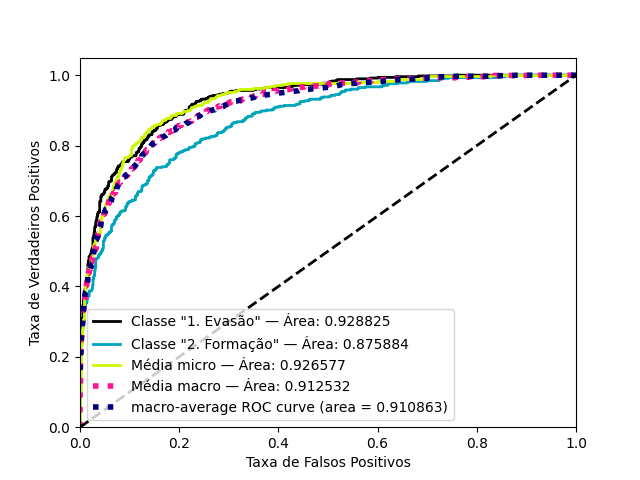 1.0
0.8
0.6
0.4
0.2
0.0
Taxa de Verdadeiros Positivos
Classe "1. Evasão" — Área: 0.928825
Classe "2. Formação" — Área: 0.875884
Média micro — Área: 0.926577
Média macro — Área: 0.912532
macro-average ROC curve (area = 0.910863)
0.0 0.2 0.4 0.6 0.8 1.0
Taxa de Falsos Positivos